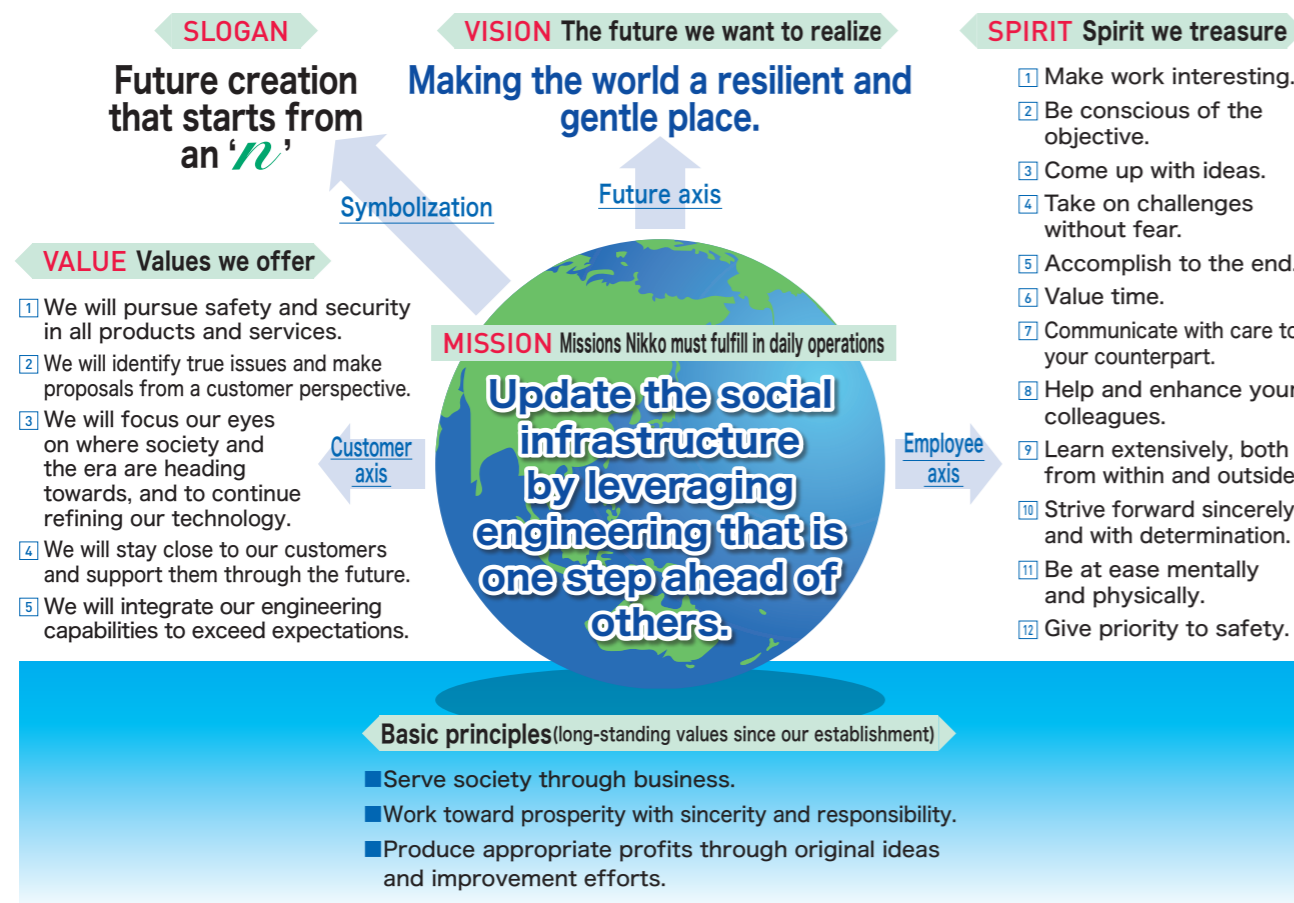 SLOGAN
Future creation
that starts from
an ‘n’
VISION The future we want to realize
Making the world a resilient and
gentle place.
Symbolization
Future axis
VALUE Values we offer
1 We will pursue safety and security
in all products and services.
2 We will identify true issues and make
proposals from a customer perspective.
3 We will focus our eyes
on where society and
the era are heading
towards, and to continue
refining our technology.
4 We will stay close to our customers
and support them through the future.
5 We will integrate our engineering
capabilities to exceed expectations.
Customer
axis
MISSION Missions Nikko must fulfill in daily operations
Update the social
infrastructure
by leveraging
engineering that is
one step ahead of
others.
Employee
axis
SPIRIT Spirit we treasure
1 Make work interesting.
2 Be conscious of the
objective.
3 Come up with ideas.
4 Take on challenges
without fear.
5 Accomplish to the end.
6 Value time.
7 Communicate with care to
your counterpart.
8 Help and enhance your
colleagues.
9 Learn extensively, both
from within and outside
10 Strive forward sincerely
and with determination.
11 Be at ease mentally
and physically.
12 Give priority to safety.
Basic principles(long-standing values since our establishment)
■Serve society through business.
■Work toward prosperity with sincerity and responsibility.
■Produce appropriate profits through original ideas
and improvement efforts.